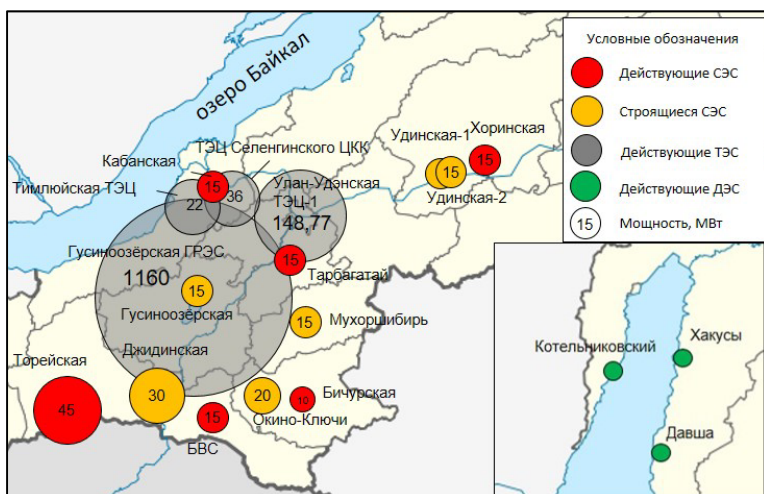 озеро Байкал
Условные обозначения
Действующие СЭС
Строящиеся СЭС
Действующие ТЭС
Действующие ДЭС
15 Мощность, МВт
ТЭЦ Селенгинского ЦКК
Кабанская
15
Тимлюйская ТЭЦ
22
36
Улан-Удэнская
ТЭЦ-1
148,77
Удинская-1
Хоринская
15
15
Удинская-2
Гусиноозёрская ГРЭС
1160
15
Гусиноозёрская
15
Тарбагатай
15
Мухоршибирь
Джидинская
30
Торейская
45
15
БВС
20
Окино-Ключи
10
Бичурская
Котельниковский
Хакусы
Давша